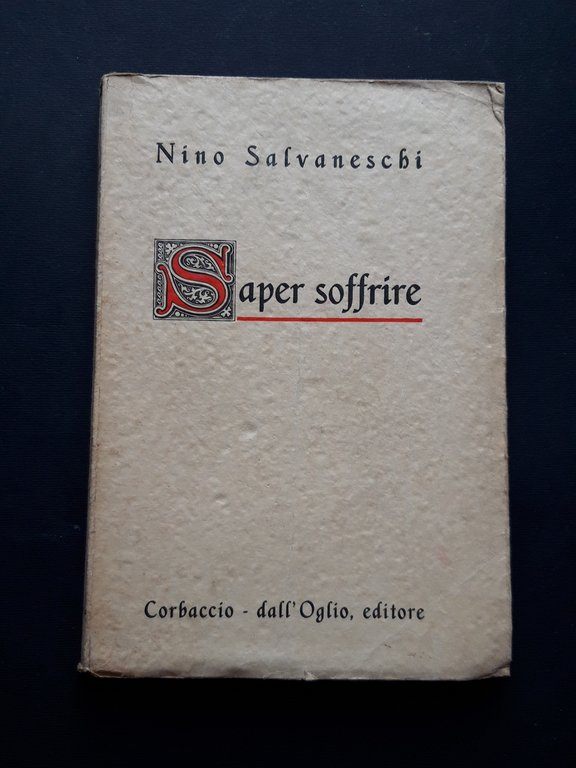 Nino Salvaneschi
Saper soffrire
Corbaccio - dall'Oglio, editore